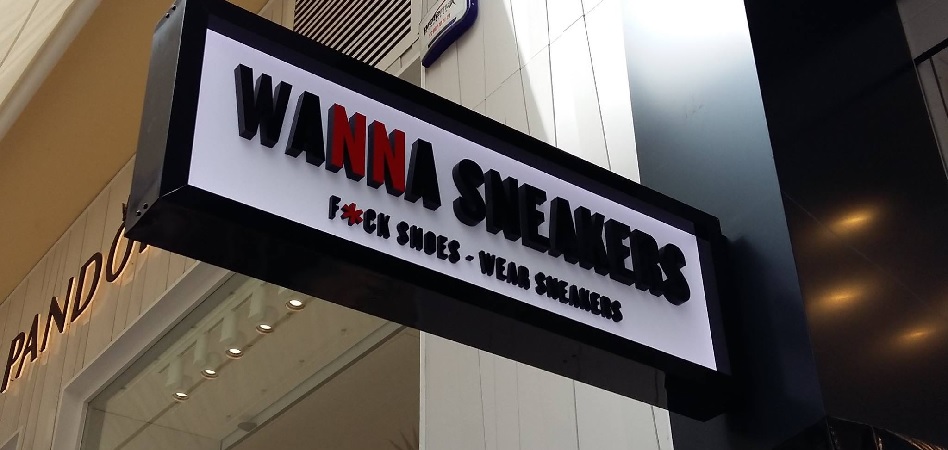 WANNA SNEAKERS
F*CK SHOES - WEAR SNEAKERS
PANDO